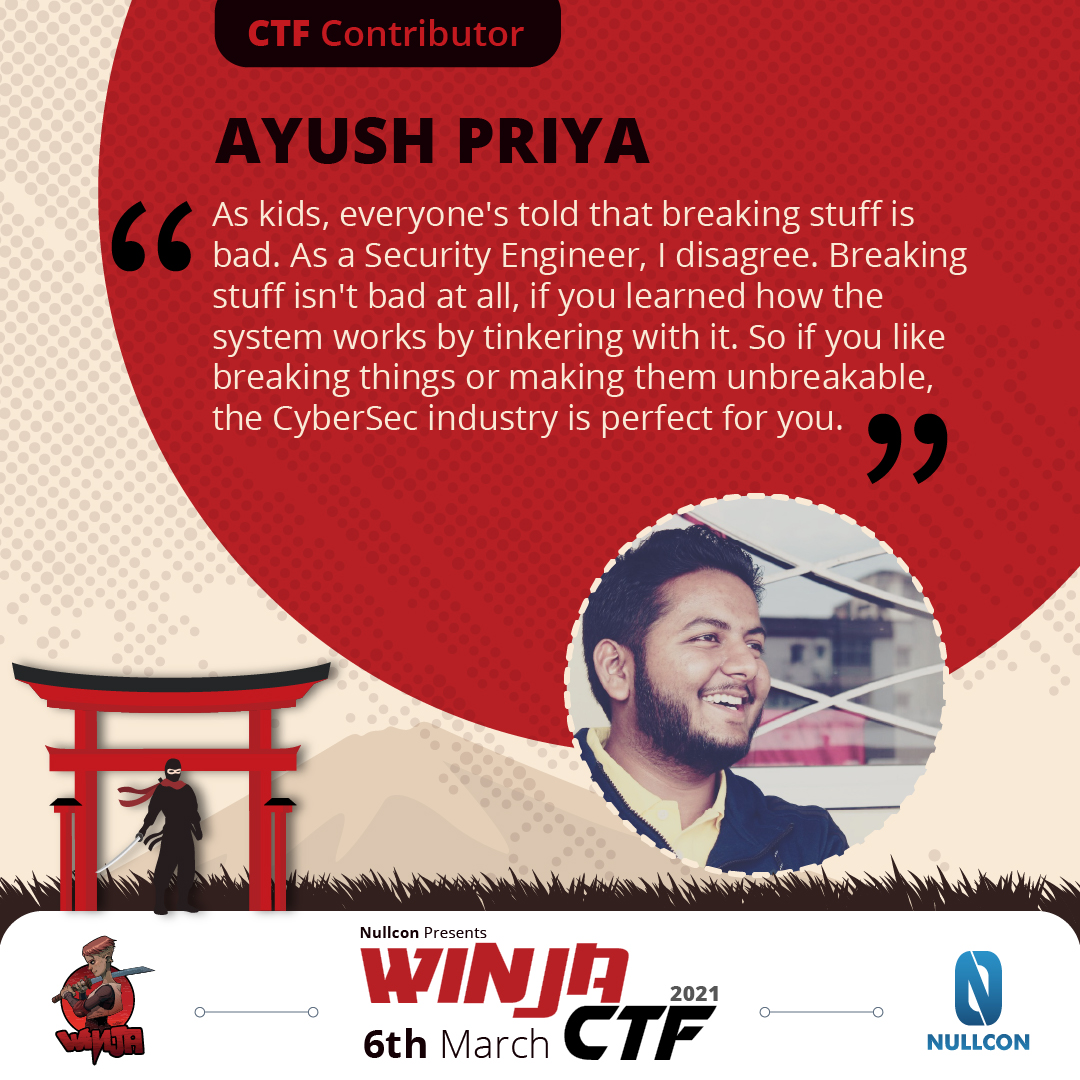 CTF Contributor
AYUSH PRIYA
“ As kids, everyone's told that breaking stuff is
bad. As a Security Engineer, I disagree. Breaking
stuff isn't bad at all, if you learned how the
system works by tinkering with it. So if you like
breaking things or making them unbreakable,
the CyberSec industry is perfect for you. ”
Nullcon Presents
WINJA
2021
6th March CTF
WINJA
NULLCON